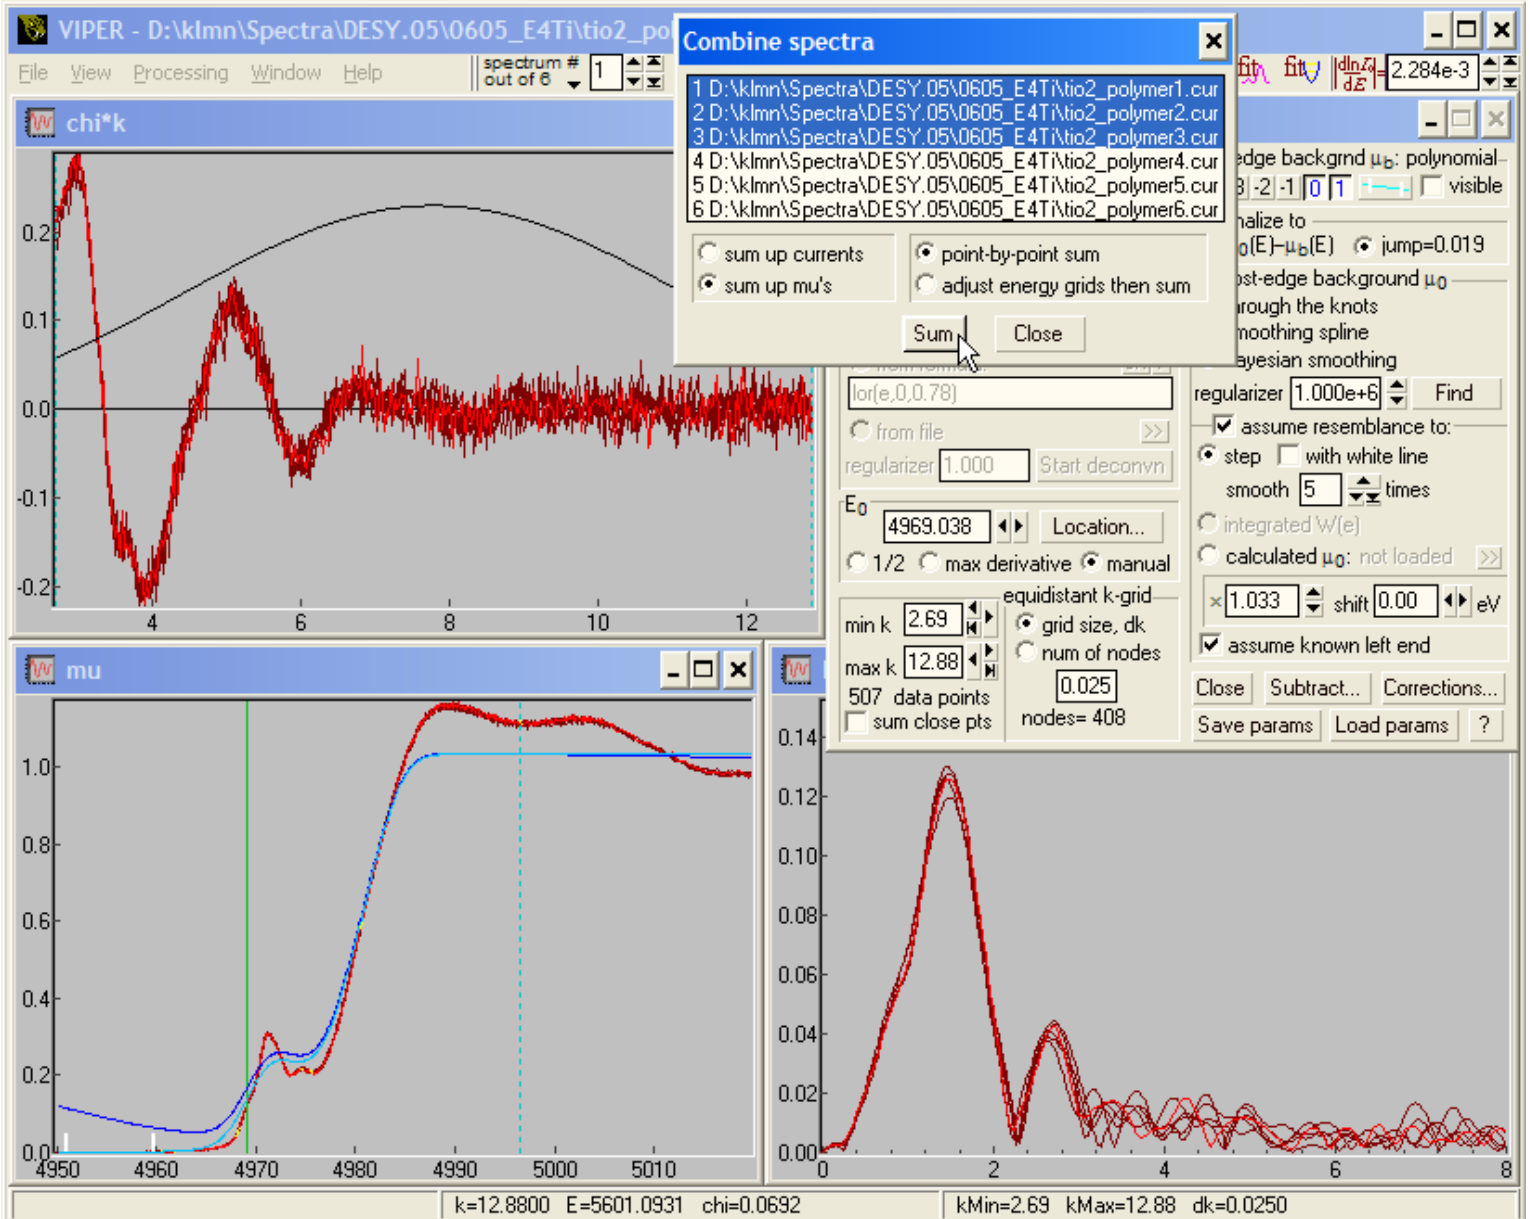 VIPER - D:\klmn\Spectra\DESY.05\0605_E4Ti\tio2_po
File View Processing Window Help
spectrum #
out of 6
1
fit fit
2.284e-3
Combine spectra
1 D:\klmn\Spectra\DESY.05\0605_E4Ti\tio2_polymer1.cur
2 D:\klmn\Spectra\DESY.05\0605_E4Ti\tio2_polymer2.cur
3 D:\klmn\Spectra\DESY.05\0605_E4Ti\tio2_polymer3.cur
4 D:\klmn\Spectra\DESY.05\0605_E4Ti\tio2_polymer4.cur
5 D:\klmn\Spectra\DESY.05\0605_E4Ti\tio2_polymer5.cur
6 D:\klmn\Spectra\DESY.05\0605_E4Ti\tio2_polymer6.cur
sum up currents
sum up mu's
point-by-point sum
adjust energy grids then sum
Sum Close
chi*k
0.2
0.1
0.0
-0.1
-0.2
4 6 8 10 12
edge backgrnd μb: polynomial
-2 -1 0 1 visible
nalize to
(E)-μb(E) jump=0.019
st-edge background μ0
rough the knots
moothing spline
ayesian smoothing
regularizer 1.000e+6 Find
assume resemblance to:
step with white line
smooth 5 times
integrated W(e)
calculated μ0: not loaded >>
×1.033 shift 0.00 eV
assume known left end
Close Subtract... Corrections...
Save params Load params ?
lor(e,0,0.78)
from file >>
regularizer 1.000 Start deconvn
E0
4969.038 Location...
1/2 max derivative manual
min k 2.69
max k 12.88
507 data points
sum close pts
equidistant k-grid
grid size, dk
num of nodes
0.025
nodes= 408
mu
1.0
0.8
0.6
0.4
0.2
0.0
4950 4960 4970 4980 4990 5000 5010
0.14
0.12
0.10
0.08
0.06
0.04
0.02
0.00
0 2 4 6 8
k=12.8800 E=5601.0931 chi=0.0692
kMin=2.69 kMax=12.88 dk=0.0250